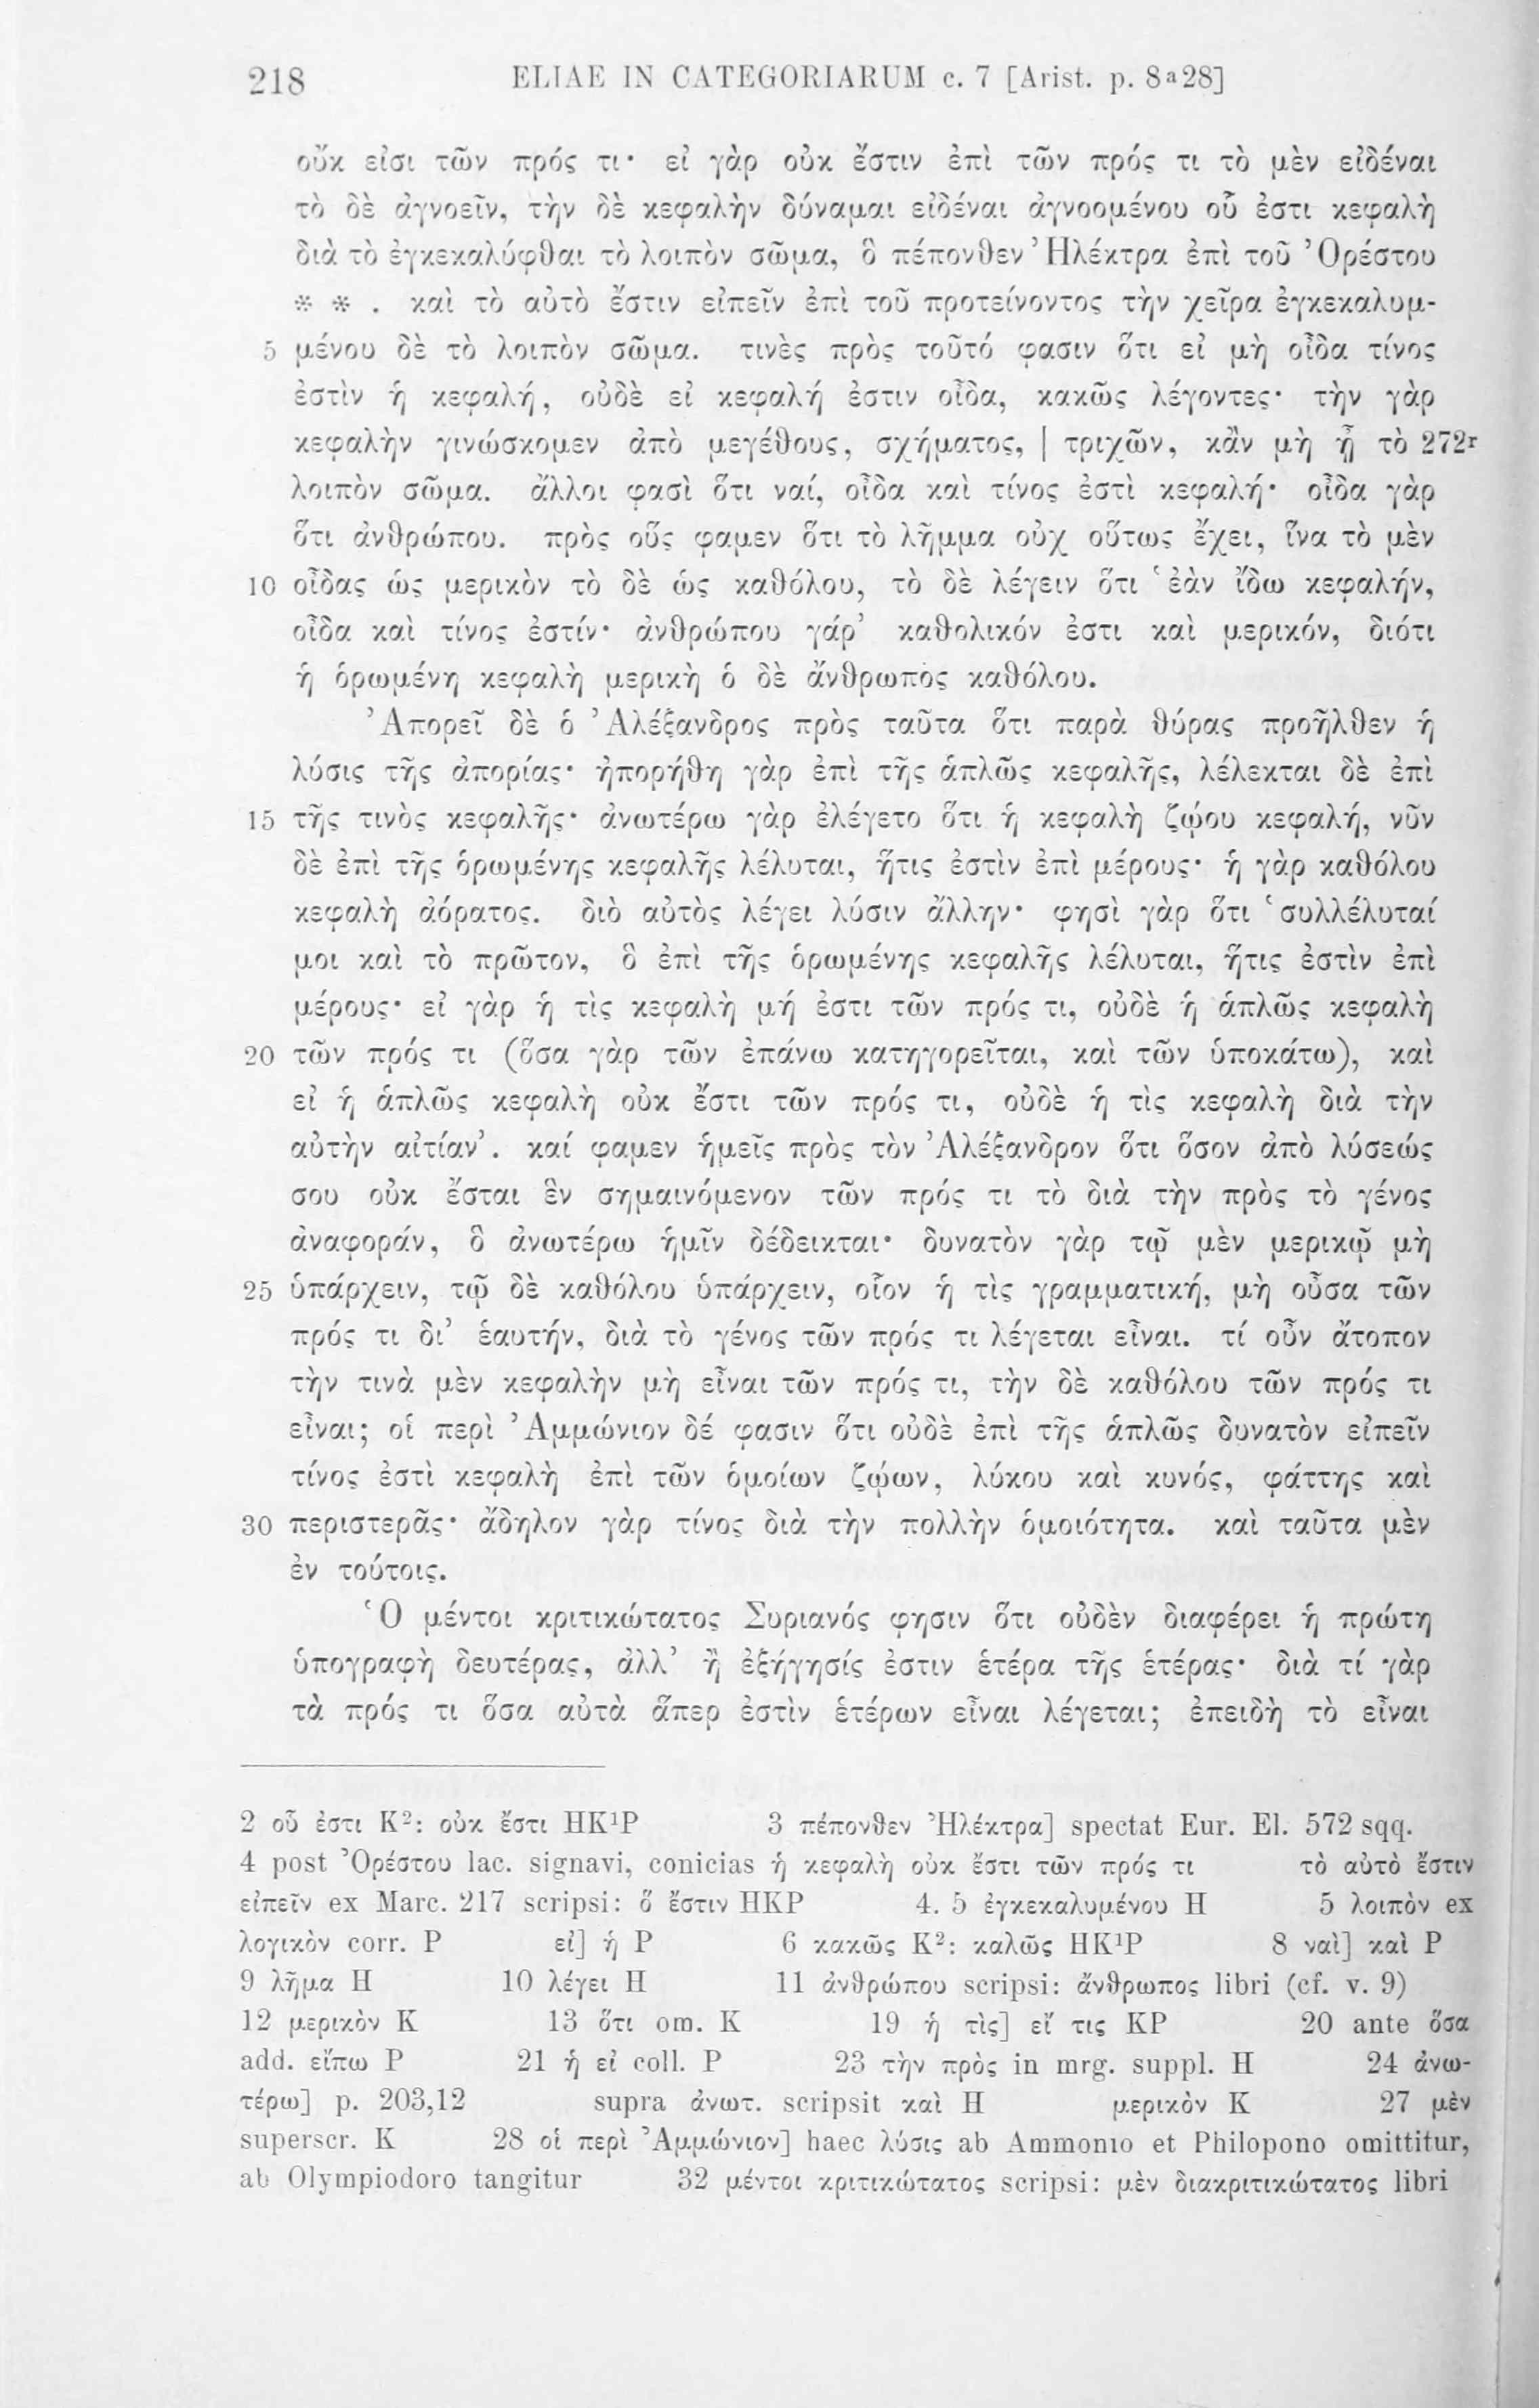 218 ELIAE IN CATEGORIARUM c. 7 [Arist. p. 8ᵃ28]
οὔκ εἰσι τῶν πρός τι· εἰ γὰρ οὐκ ἔστιν ἐπὶ τῶν πρός τι τὸ μὲν εἰδέναι
τὸ δὲ ἀγνοεῖν, τὴν δὲ κεφαλὴν δύναμαι εἰδέναι ἀγνοουμένου οὗ ἐστι κεφαλὴ
διὰ τὸ ἐγκεκαλύφθαι τὸ λοιπὸν σῶμα, ὃ πέπονθεν Ἠλέκτρα ἐπὶ τοῦ Ὀρέστου
* * . καὶ τὸ αὐτὸ ἔστιν εἰπεῖν ἐπὶ τοῦ προτείνοντος τὴν χεῖρα ἐγκεκαλυμ-
5 μένου δὲ τὸ λοιπὸν σῶμα. τινὲς πρὸς τοῦτό φασιν ὅτι εἰ μὴ οἶδα τίνος
ἐστὶν ἡ κεφαλή, οὐδὲ εἰ κεφαλή ἐστιν οἶδα, κακῶς λέγοντες· τὴν γὰρ
κεφαλὴν γινώσκομεν ἀπὸ μεγέθους, σχήματος, | τριχῶν, κἂν μὴ ᾖ τὸ 272ʳ
λοιπὸν σῶμα. ἄλλοι φασὶ ὅτι ναί, οἶδα καὶ τίνος ἐστὶ κεφαλή· οἶδα γὰρ
ὅτι ἀνθρώπου. πρὸς οὕς φαμεν ὅτι τὸ λῆμμα οὐχ οὕτως ἔχει, ἵνα τὸ μὲν
10 οἶδας ὡς μερικὸν τὸ δὲ ὡς καθόλου, τὸ δὲ λέγειν ὅτι ‘ἐὰν ἴδω κεφαλήν,
οἶδα καὶ τίνος ἐστίν· ἀνθρώπου γάρ’ καθολικόν ἐστι καὶ μερικόν, διότι
ἡ ὁρωμένη κεφαλὴ μερικὴ ὁ δὲ ἄνθρωπος καθόλου.
Ἀπορεῖ δὲ ὁ Ἀλέξανδρος πρὸς ταῦτα ὅτι παρὰ θύρας προῆλθεν ἡ
λύσις τῆς ἀπορίας· ἠπορήθη γὰρ ἐπὶ τῆς ἁπλῶς κεφαλῆς, λέλεκται δὲ ἐπὶ
15 τῆς τινὸς κεφαλῆς· ἀνωτέρω γὰρ ἐλέγετο ὅτι ἡ κεφαλὴ ζῴου κεφαλή, νῦν
δὲ ἐπὶ τῆς ὁρωμένης κεφαλῆς λέλυται, ἥτις ἐστὶν ἐπὶ μέρους· ἡ γὰρ καθόλου
κεφαλὴ ἀόρατος. διὸ αὐτὸς λέγει λύσιν ἄλλην· φησὶ γὰρ ὅτι ‘συλλέλυταί
μοι καὶ τὸ πρῶτον, ὃ ἐπὶ τῆς ὁρωμένης κεφαλῆς λέλυται, ἥτις ἐστὶν ἐπὶ
μέρους· εἰ γὰρ ἡ τὶς κεφαλὴ μή ἐστι τῶν πρός τι, οὐδὲ ἡ ἁπλῶς κεφαλὴ
20 τῶν πρός τι (ὅσα γὰρ τῶν ἐπάνω κατηγορεῖται, καὶ τῶν ὑποκάτω), καὶ
εἰ ἡ ἁπλῶς κεφαλὴ οὐκ ἔστι τῶν πρός τι, οὐδὲ ἡ τὶς κεφαλὴ διὰ τὴν
αὐτὴν αἰτίαν’. καί φαμεν ἡμεῖς πρὸς τὸν Ἀλέξανδρον ὅτι ὅσον ἀπὸ λύσεώς
σου οὐκ ἔσται ἓν σημαινόμενον τῶν πρός τι τὸ διὰ τὴν πρὸς τὸ γένος
ἀναφοράν, ὃ ἀνωτέρω ἡμῖν δέδεικται· δυνατὸν γὰρ τῷ μὲν μερικῷ μὴ
25 ὑπάρχειν, τῷ δὲ καθόλου ὑπάρχειν, οἷον ἡ τὶς γραμματική, μὴ οὖσα τῶν
πρός τι δι’ ἑαυτήν, διὰ τὸ γένος τῶν πρός τι λέγεται εἶναι. τί οὖν ἄτοπον
τὴν τινὰ μὲν κεφαλὴν μὴ εἶναι τῶν πρός τι, τὴν δὲ καθόλου τῶν πρός τι
εἶναι; οἱ περὶ Ἀμμώνιον δέ φασιν ὅτι οὐδὲ ἐπὶ τῆς ἁπλῶς δυνατὸν εἰπεῖν
τίνος ἐστὶ κεφαλὴ ἐπὶ τῶν ὁμοίων ζῴων, λύκου καὶ κυνός, φάττης καὶ
30 περιστερᾶς· ἄδηλον γὰρ τίνος διὰ τὴν πολλὴν ὁμοιότητα. καὶ ταῦτα μὲν
ἐν τούτοις.
Ὁ μέντοι κριτικώτατος Συριανός φησιν ὅτι οὐδὲν διαφέρει ἡ πρώτη
ὑπογραφὴ δευτέρας, ἀλλ’ ἢ ἐξήγησίς ἐστιν ἑτέρα τῆς ἑτέρας· διὰ τί γὰρ
τὰ πρός τι ὅσα αὐτὰ ἅπερ ἐστὶν ἑτέρων εἶναι λέγεται; ἐπειδὴ τὸ εἶναι
2 οὗ ἐστι K²: οὐκ ἔστι HK¹P 3 πέπονθεν Ἠλέκτρα] spectat Eur. El. 572 sqq.
4 post Ὀρέστου lac. signavi, conicias ἡ κεφαλὴ οὐκ ἔστι τῶν πρός τι τὸ αὐτὸ ἔστιν
εἰπεῖν ex Marc. 217 scripsi: ὅ ἔστιν HKP 4. 5 ἐγκεκαλυμένου H 5 λοιπὸν ex
λογικὸν corr. P εἰ] ἡ P 6 κακῶς K²: καλῶς HK¹P 8 ναὶ] καὶ P
9 λῆμα H 10 λέγει H 11 ἀνθρώπου scripsi: ἄνθρωπος libri (cf. v. 9)
12 μερικὸν K 13 ὅτι om. K 19 ἡ τὶς] εἴ τις KP 20 ante ὅσα
add. εἴπω P 21 ἡ εἰ coll. P 23 τὴν πρὸς in mrg. suppl. H 24 ἀνω-
τέρω] p. 203,12 supra ἀνωτ. scripsit καὶ H μερικὸν K 27 μὲν
superscr. K 28 οἱ περὶ Ἀμμώνιον] haec λύσις ab Ammonio et Philopono omittitur,
ab Olympiodoro tangitur 32 μέντοι κριτικώτατος scripsi: μὲν διακριτικώτατος libri